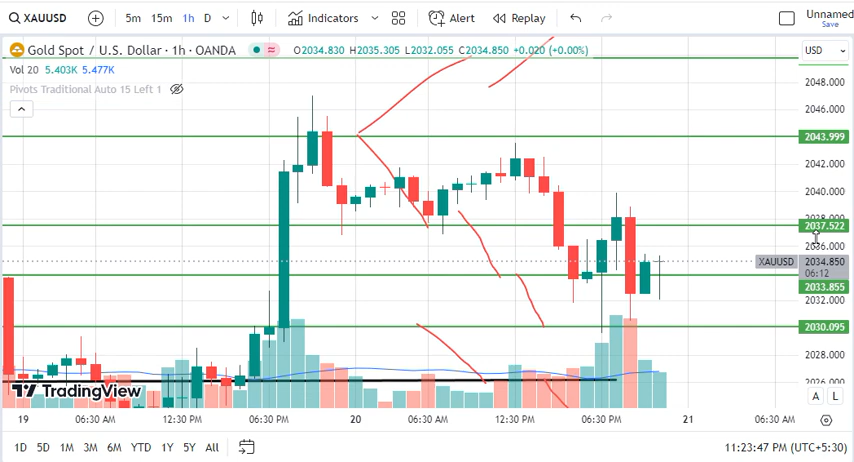 XAUUSD 5m 15m 1h D Indicators Alert Replay Unnamed
Save
Gold Spot / U.S. Dollar · 1h · OANDA O2034.830 H2035.305 L2032.055 C2034.850 +0.020 (+0.00%) USD
Vol 20 5.403K 5.477K
Pivots Traditional Auto 15 Left 1
2048.000
2046.000
2043.999
2042.000
2040.000
2038.000
2037.522
2036.000
XAUUSD 2034.850
06:12
2033.855
2032.000
2030.095
2028.000
2026.000
TradingView
A L
19 06:30 AM 12:30 PM 06:30 PM 20 06:30 AM 12:30 PM 06:30 PM 21 06:30 AM
1D 5D 1M 3M 6M YTD 1Y 5Y All 11:23:47 PM (UTC+5:30)